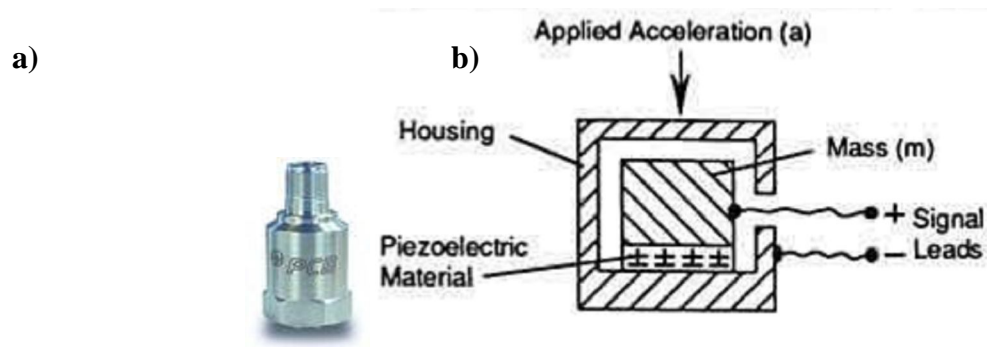 a)
b)
Applied Acceleration (a)
Housing
Mass (m)
+ Signal
− Leads
Piezoelectric
Material
PCB